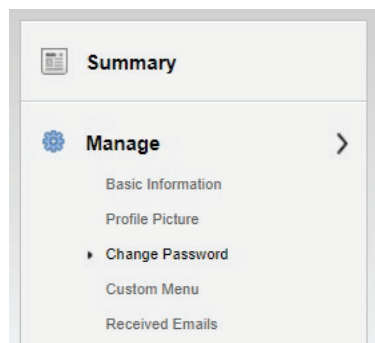 Summary
Manage
Basic Information
Profile Picture
Change Password
Custom Menu
Received Emails